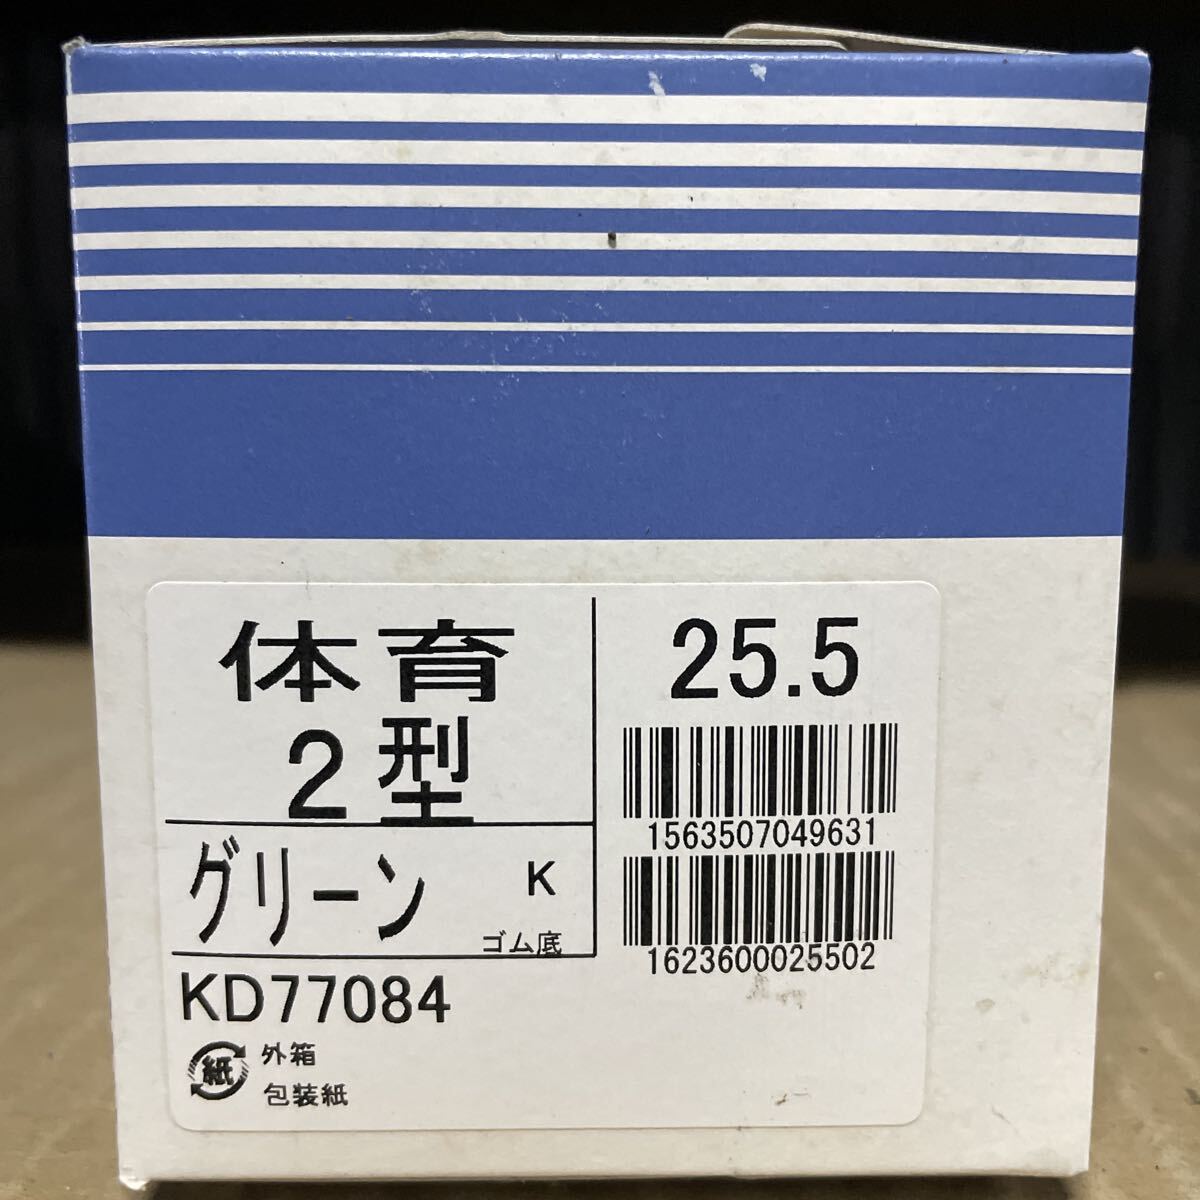 体育
2型
グリーン
K
ゴム底
25.5
1563507049631
1623600025502
KD77084
紙
外箱
包装紙